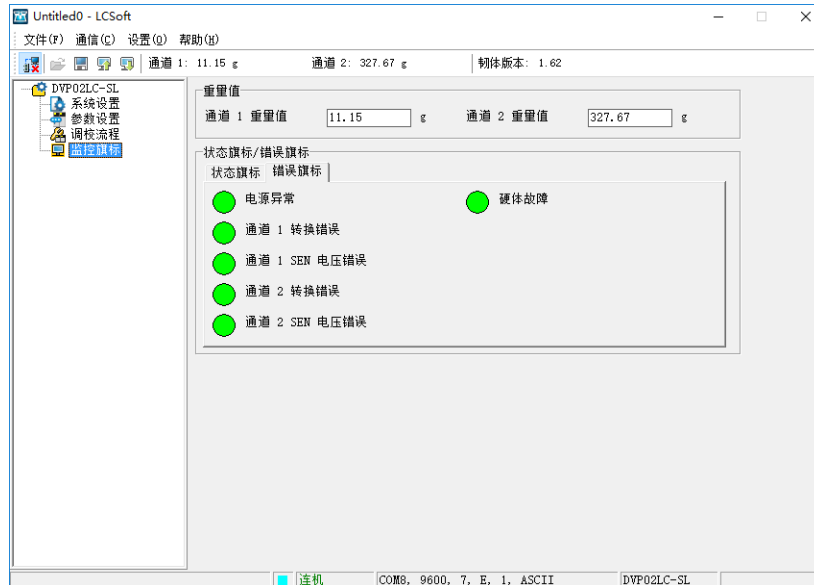 Untitled0 - LCSoft
文件(F) 通信(C) 设置(O) 帮助(H)
通道 1: 11.15 g 通道 2: 327.67 g 韧体版本: 1.62
DVP02LC-SL
系统设置
参数设置
调校流程
监控旗标
重量值
通道 1 重量值 11.15 g 通道 2 重量值 327.67 g
状态旗标/错误旗标
状态旗标 错误旗标
电源异常 硬体故障
通道 1 转换错误
通道 1 SEN 电压错误
通道 2 转换错误
通道 2 SEN 电压错误
连机 COM8, 9600, 7, E, 1, ASCII DVP02LC-SL